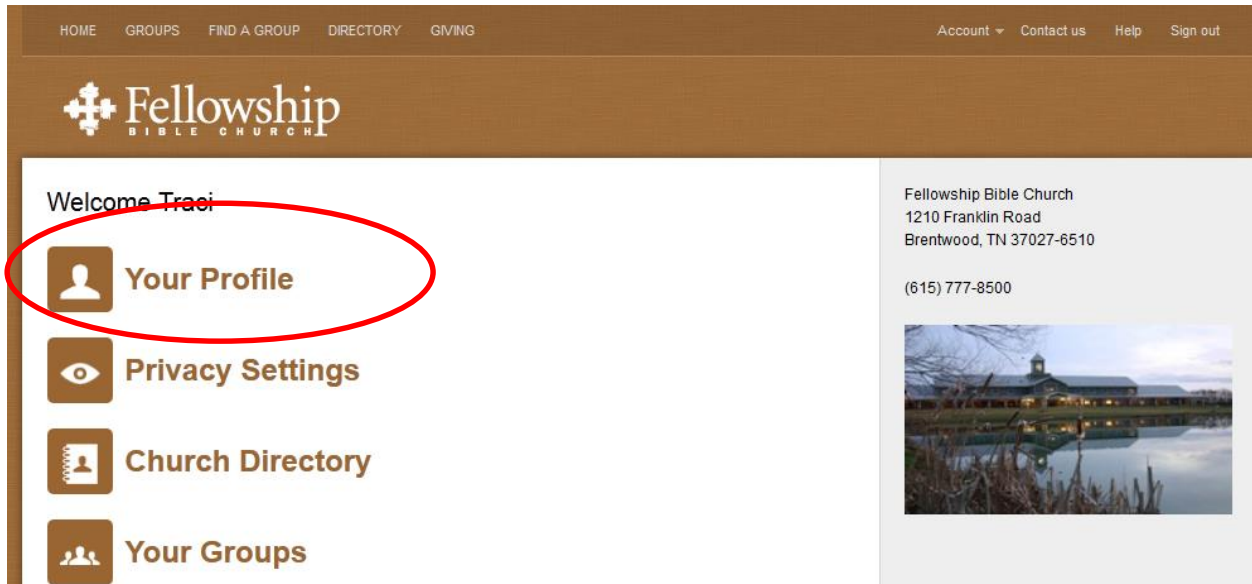 HOME GROUPS FIND A GROUP DIRECTORY GIVING Account Contact us Help Sign out
Fellowship
BIBLE CHURCH
Welcome Traci
Your Profile
Privacy Settings
Church Directory
Your Groups
Fellowship Bible Church
1210 Franklin Road
Brentwood, TN 37027-6510
(615) 777-8500